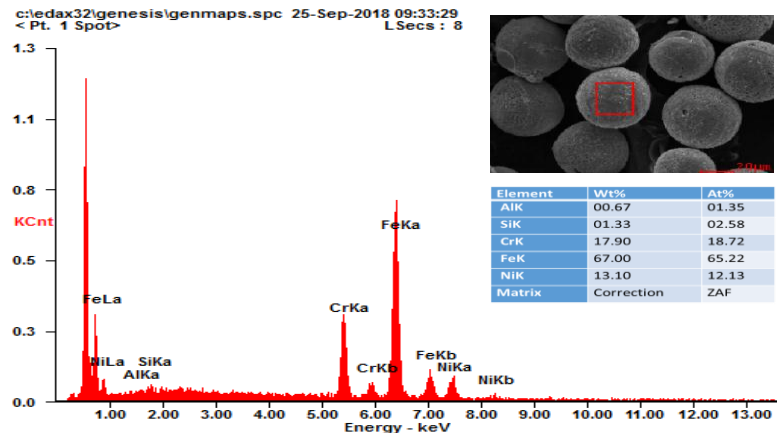 c:\edax32\genesis\genmaps.spc 25-Sep-2018 09:33:29
< Pt. 1 Spot> LSecs : 8
1.3
1.1
0.8
KCnt
0.5
0.3
0.0
FeLa
NiLa
AlKa
SiKa
CrKa
CrKb
FeKa
FeKb
NiKa
NiKb
1.00 2.00 3.00 4.00 5.00 6.00 7.00 8.00 9.00 10.00 11.00 12.00 13.00
Energy - keV
20µm
Element Wt% At%
AlK 00.67 01.35
SiK 01.33 02.58
CrK 17.90 18.72
FeK 67.00 65.22
NiK 13.10 12.13
Matrix Correction ZAF